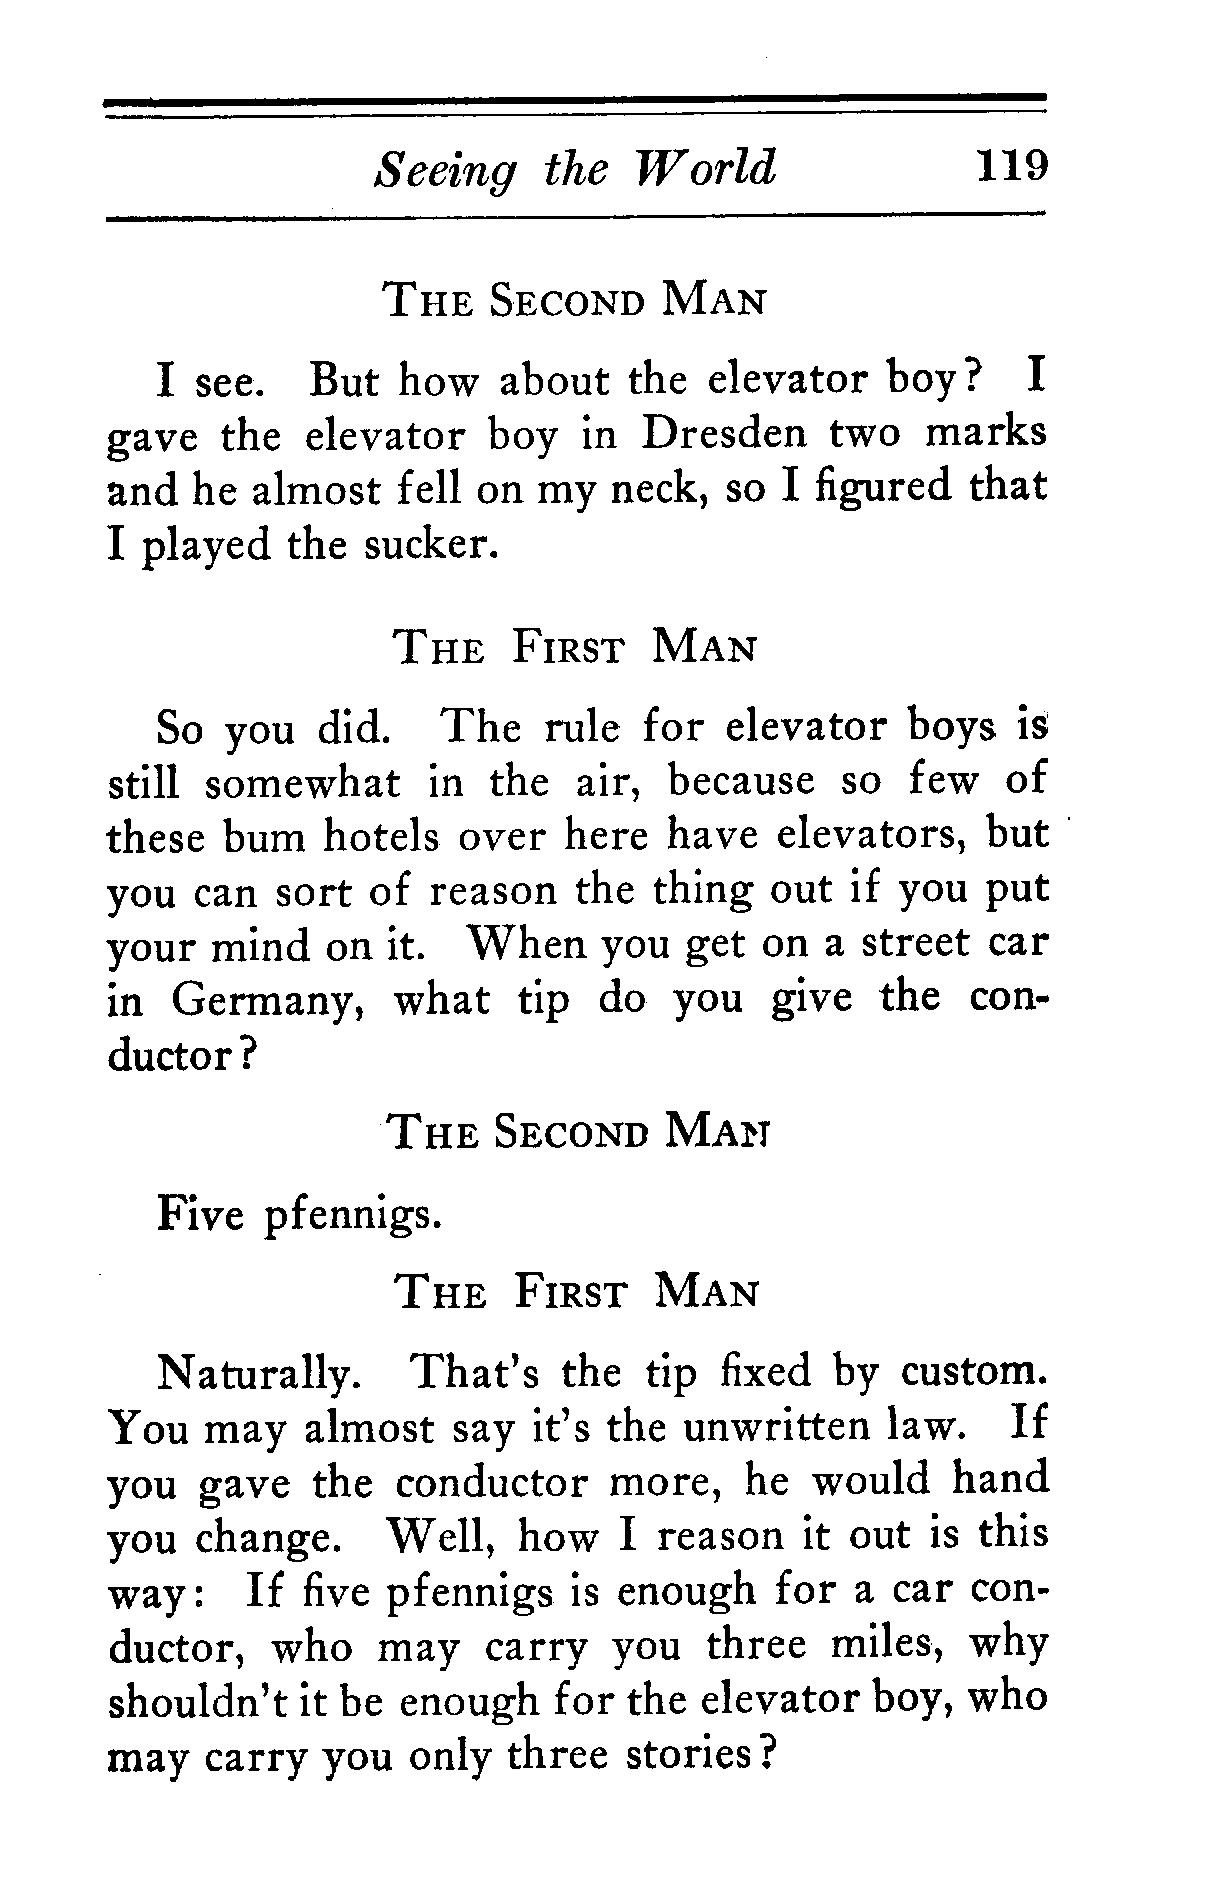 Seeing the World 119
THE SECOND MAN
I see. But how about the elevator boy? I
gave the elevator boy in Dresden two marks
and he almost fell on my neck, so I figured that
I played the sucker.
THE FIRST MAN
So you did. The rule for elevator boys is
still somewhat in the air, because so few of
these bum hotels over here have elevators, but
you can sort of reason the thing out if you put
your mind on it. When you get on a street car
in Germany, what tip do you give the con-
ductor?
THE SECOND MAN
Five pfennigs.
THE FIRST MAN
Naturally. That's the tip fixed by custom.
You may almost say it's the unwritten law. If
you gave the conductor more, he would hand
you change. Well, how I reason it out is this
way: If five pfennigs is enough for a car con-
ductor, who may carry you three miles, why
shouldn't it be enough for the elevator boy, who
may carry you only three stories?